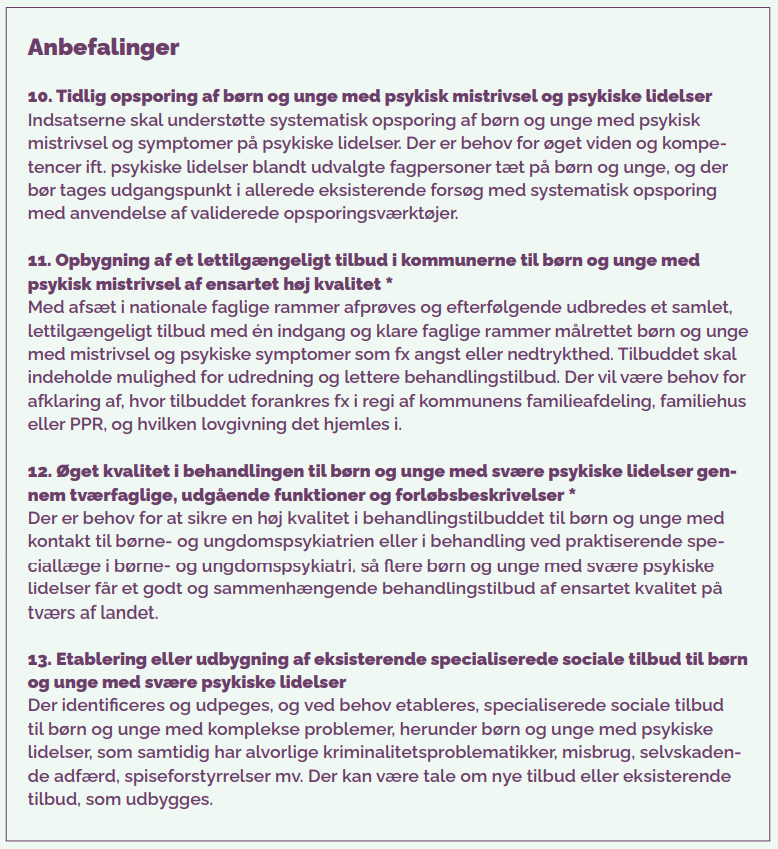 Anbefalinger
10. Tidlig opsporing af børn og unge med psykisk mistrivsel og psykiske lidelser
Indsatserne skal understøtte systematisk opsporing af børn og unge med psykisk
mistrivsel og symptomer på psykiske lidelser. Der er behov for øget viden og kompe-
tencer ift. psykiske lidelser blandt udvalgte fagpersoner tæt på børn og unge, og der
bør tages udgangspunkt i allerede eksisterende forsøg med systematisk opsporing
med anvendelse af validerede opsporingsværktøjer.
11. Opbygning af et lettilgængeligt tilbud i kommunerne til børn og unge med
psykisk mistrivsel af ensartet høj kvalitet *
Med afsæt i nationale faglige rammer afprøves og efterfølgende udbredes et samlet,
lettilgængeligt tilbud med én indgang og klare faglige rammer målrettet børn og unge
med mistrivsel og psykiske symptomer som fx angst eller nedtrykthed. Tilbuddet skal
indeholde mulighed for udredning og lettere behandlingstilbud. Der vil være behov for
afklaring af, hvor tilbuddet forankres fx i regi af kommunens familieafdeling, familiehus
eller PPR, og hvilken lovgivning det hjemles i.
12. Øget kvalitet i behandlingen til børn og unge med svære psykiske lidelser gen-
nem tværfaglige, udgående funktioner og forløbsbeskrivelser *
Der er behov for at sikre en høj kvalitet i behandlingstilbuddet til børn og unge med
kontakt til børne- og ungdomspsykiatrien eller i behandling ved praktiserende spe-
ciallæge i børne- og ungdomspsykiatri, så flere børn og unge med svære psykiske
lidelser får et godt og sammenhængende behandlingstilbud af ensartet kvalitet på
tværs af landet.
13. Etablering eller udbygning af eksisterende specialiserede sociale tilbud til børn
og unge med svære psykiske lidelser
Der identificeres og udpeges, og ved behov etableres, specialiserede sociale tilbud
til børn og unge med komplekse problemer, herunder børn og unge med psykiske
lidelser, som samtidig har alvorlige kriminalitetsproblematikker, misbrug, selvskaden-
de adfærd, spiseforstyrrelser mv. Der kan være tale om nye tilbud eller eksisterende
tilbud, som udbygges.